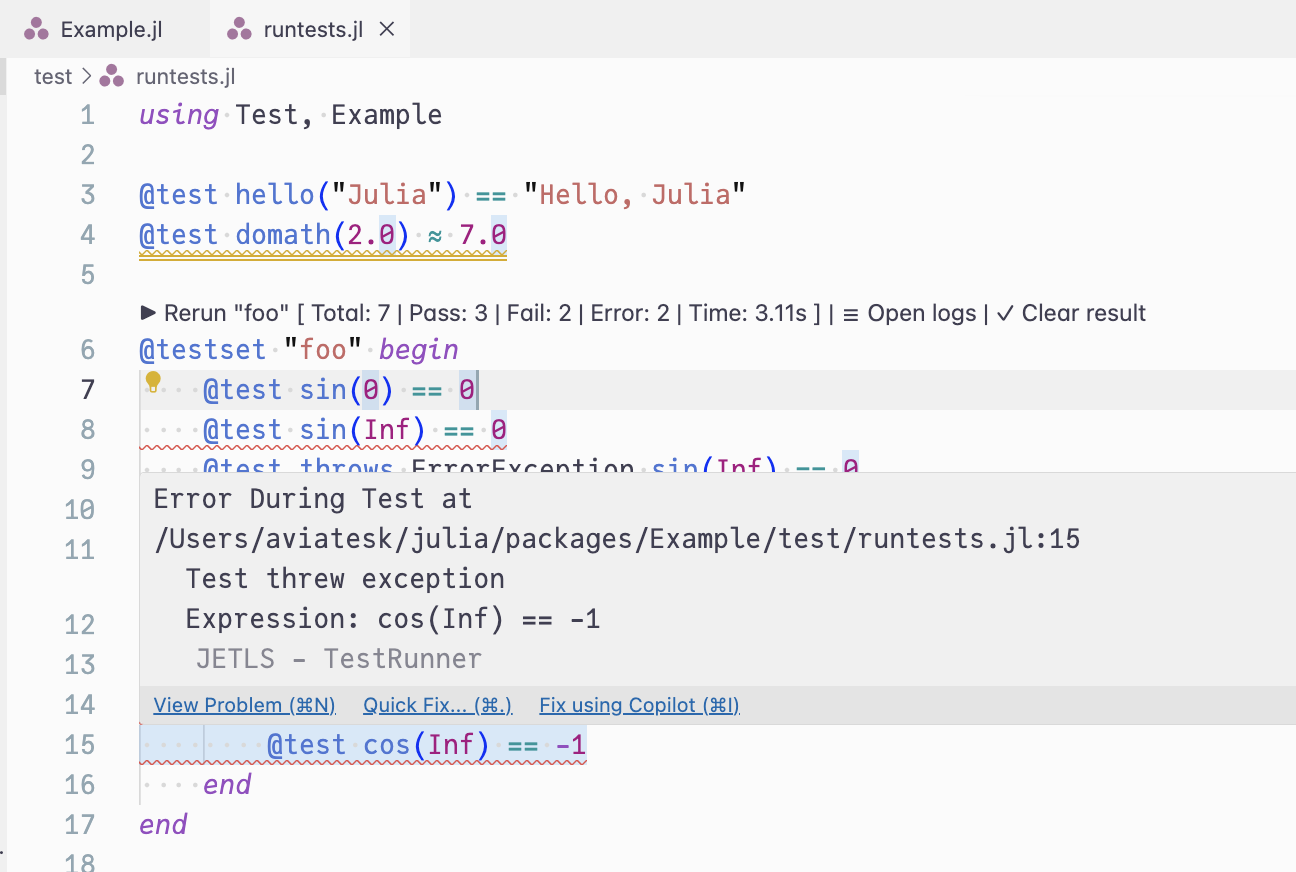 Example.jl runtests.jl
test > runtests.jl
1 using Test, Example
2
3 @test hello("Julia") == "Hello, Julia"
4 @test domath(2.0) ≈ 7.0
5
▶ Rerun "foo" [ Total: 7 | Pass: 3 | Fail: 2 | Error: 2 | Time: 3.11s ] | ≡ Open logs | ✓ Clear result
6 @testset "foo" begin
7 @test sin(0) == 0
8 @test sin(Inf) == 0
9 @test_throws ErrorException sin(Inf) == 0
10
11
12
13
14
Error During Test at
/Users/aviatesk/julia/packages/Example/test/runtests.jl:15
Test threw exception
Expression: cos(Inf) == -1
JETLS - TestRunner
View Problem (⌘N) Quick Fix... (⌘.) Fix using Copilot (⌘I)
15 @test cos(Inf) == -1
16 end
17 end
18